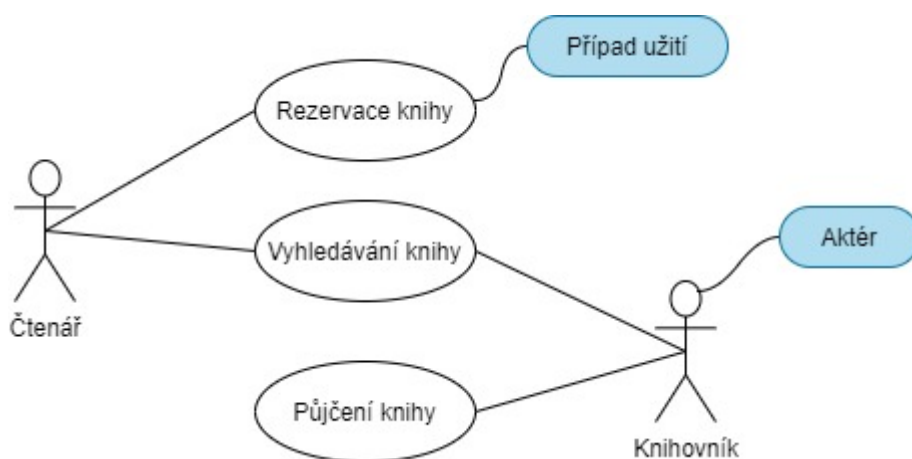 Případ užití
Rezervace knihy
Aktér
Vyhledávání knihy
Čtenář
Půjčení knihy
Knihovník